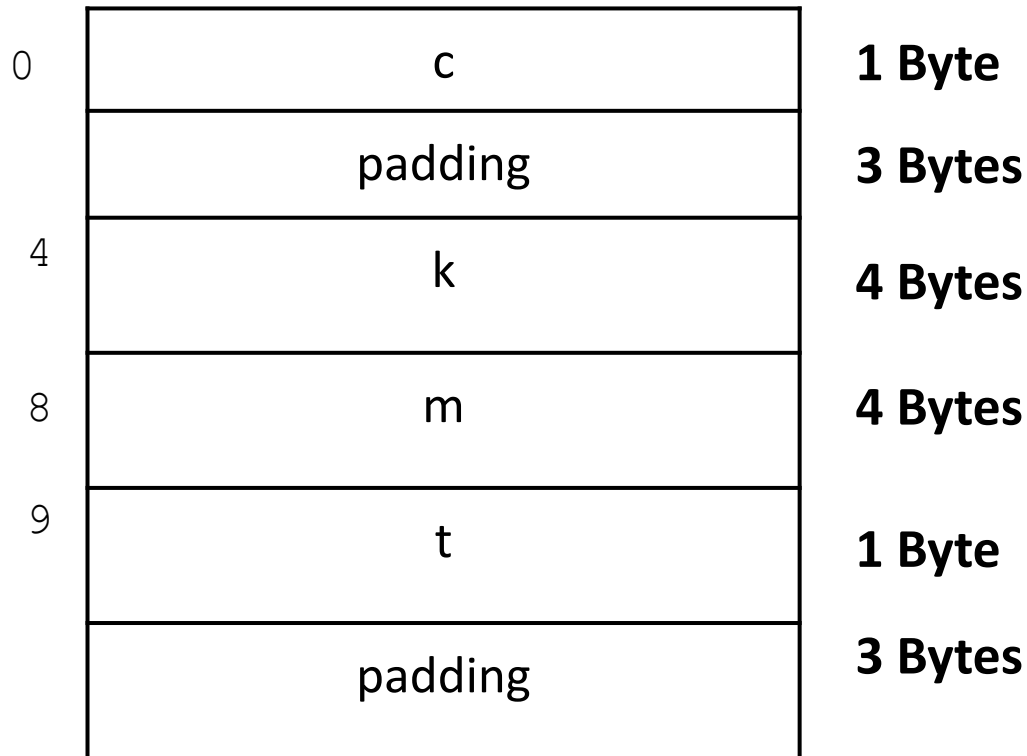 0 c 1 Byte
padding 3 Bytes
4 k 4 Bytes
8 m 4 Bytes
9 t 1 Byte
padding 3 Bytes